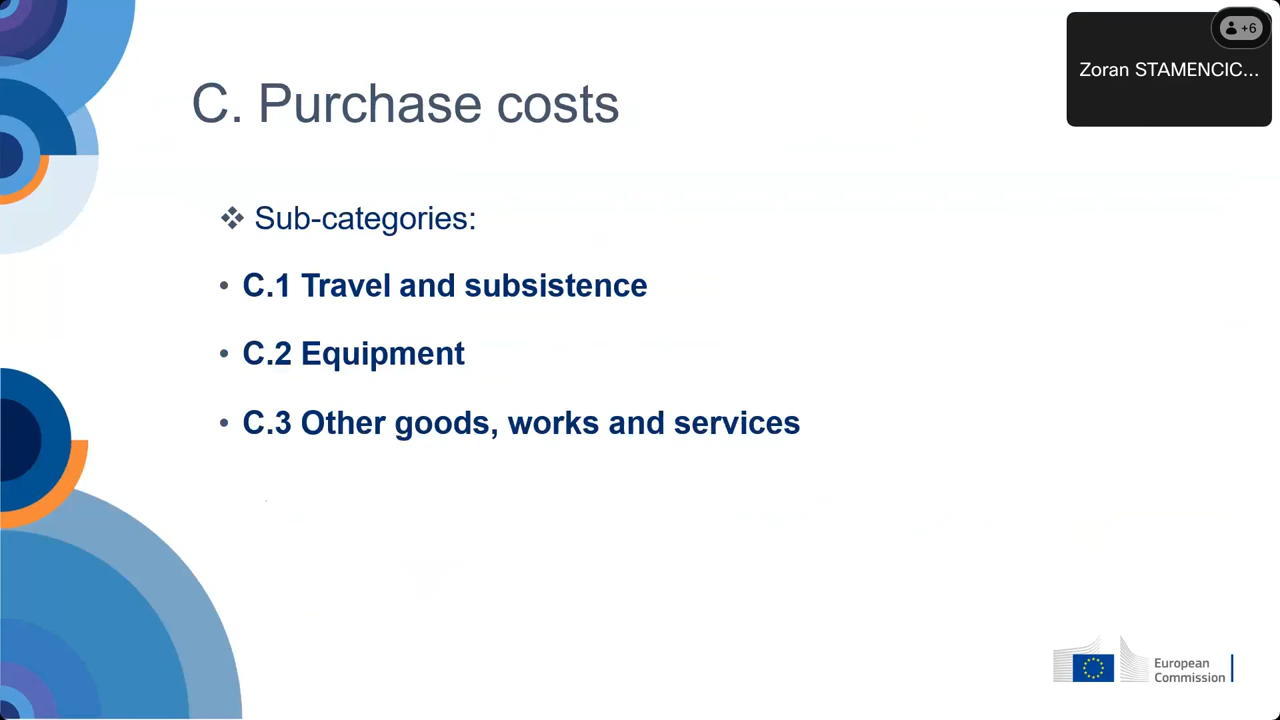 +6
Zoran STAMENCIC...
C. Purchase costs
❖ Sub-categories:
• C.1 Travel and subsistence
• C.2 Equipment
• C.3 Other goods, works and services
European
Commission